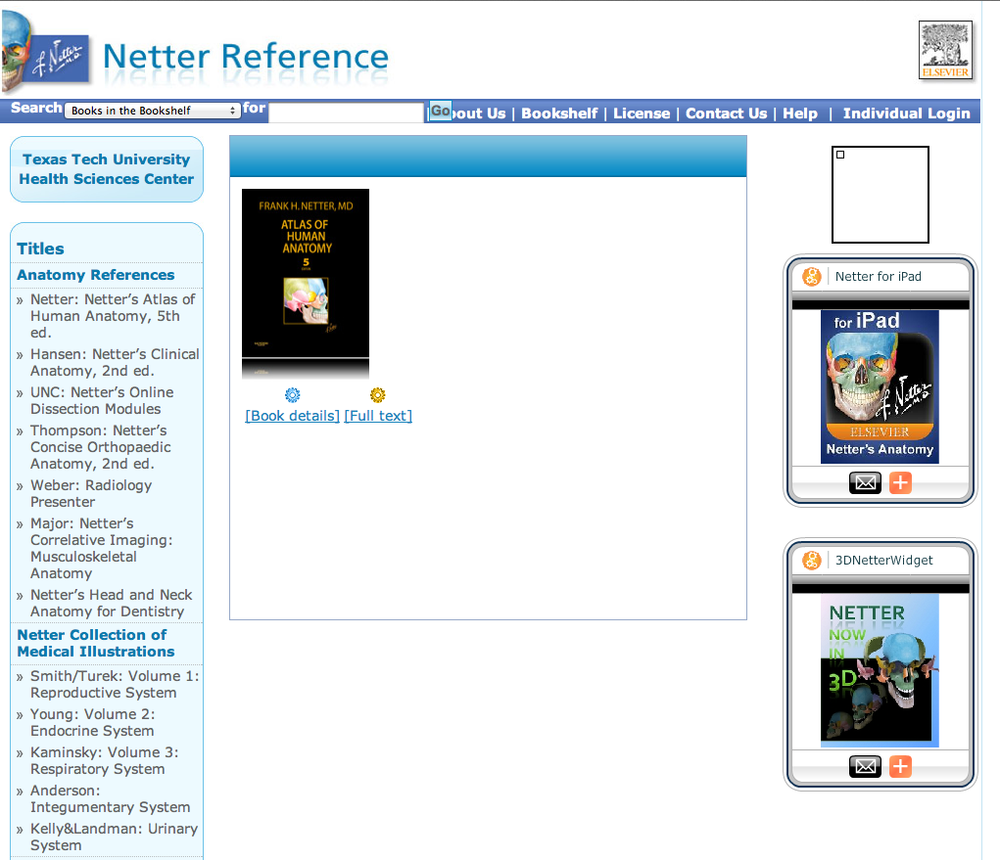 Netter Reference
ELSEVIER
Search Books in the Bookshelf for Go out Us | Bookshelf | License | Contact Us | Help | Individual Login
Texas Tech University
Health Sciences Center
Titles
Anatomy References
» Netter: Netter’s Atlas of
Human Anatomy, 5th
ed.
» Hansen: Netter’s Clinical
Anatomy, 2nd ed.
» UNC: Netter’s Online
Dissection Modules
» Thompson: Netter’s
Concise Orthopaedic
Anatomy, 2nd ed.
» Weber: Radiology
Presenter
» Major: Netter’s
Correlative Imaging:
Musculoskeletal
Anatomy
» Netter’s Head and Neck
Anatomy for Dentistry
Netter Collection of
Medical Illustrations
» Smith/Turek: Volume 1:
Reproductive System
» Young: Volume 2:
Endocrine System
» Kaminsky: Volume 3:
Respiratory System
» Anderson:
Integumentary System
» Kelly&Landman: Urinary
System
FRANK H. NETTER, MD
ATLAS OF
HUMAN
ANATOMY
5
[Book details] [Full text]
Netter for iPad
for iPad
f. Netter M.D.
ELSEVIER
Netter’s Anatomy
3DNetterWidget
NETTER
NOW
IN
3D